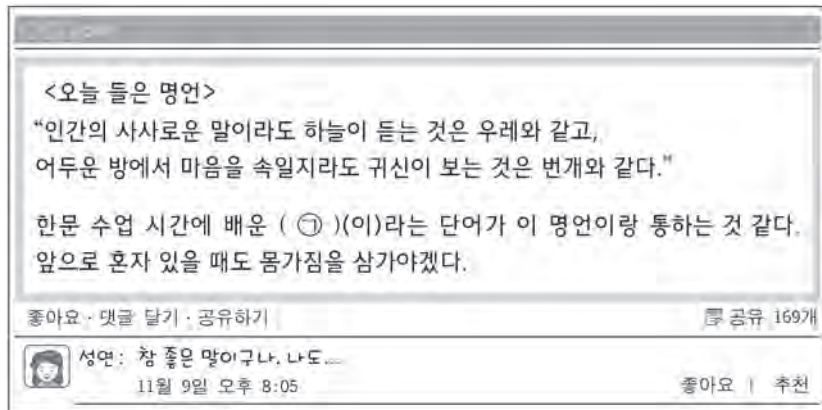 <오늘 들은 명언>
“인간의 사사로운 말이라도 하늘이 듣는 것은 우레와 같고,
어두운 방에서 마음을 속일지라도 귀신이 보는 것은 번개와 같다.”
한문 수업 시간에 배운 ( ㉠ )(이)라는 단어가 이 명언이랑 통하는 것 같다.
앞으로 혼자 있을 때도 몸가짐을 삼가야겠다.
좋아요 · 댓글 달기 · 공유하기 공유 169개
성연 : 참 좋은 말이구나. 나도....
11월 9일 오후 8:05 좋아요 | 추천